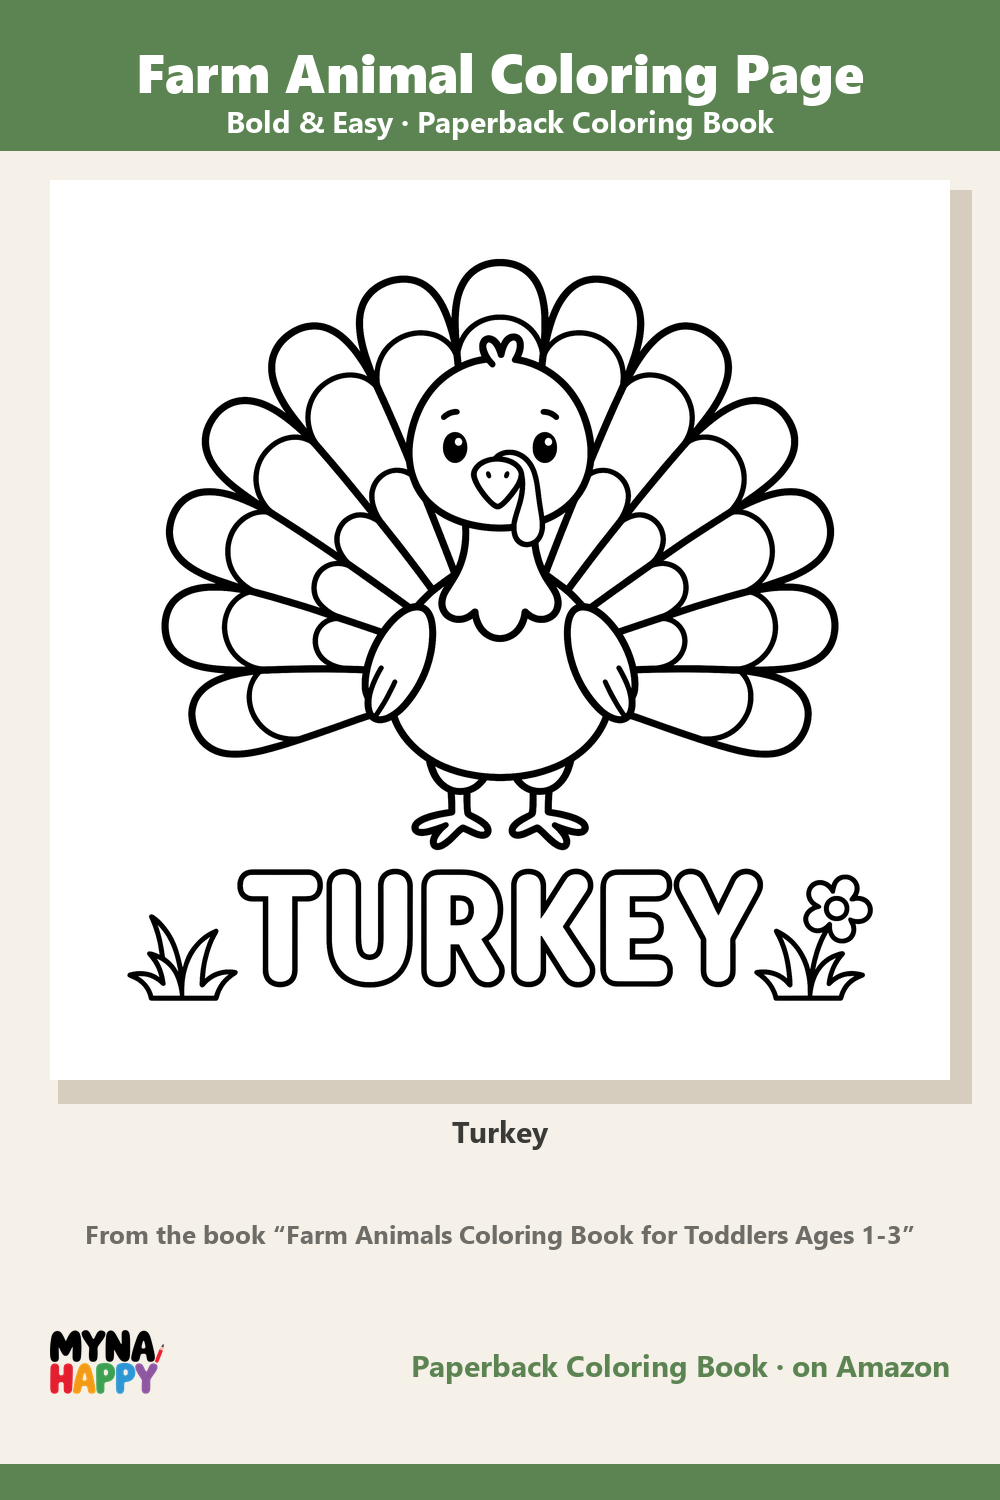 Farm Animal Coloring Page
Bold & Easy · Paperback Coloring Book
TURKEY
Turkey
From the book “Farm Animals Coloring Book for Toddlers Ages 1-3”
MYNA
HAPPY
Paperback Coloring Book · on Amazon